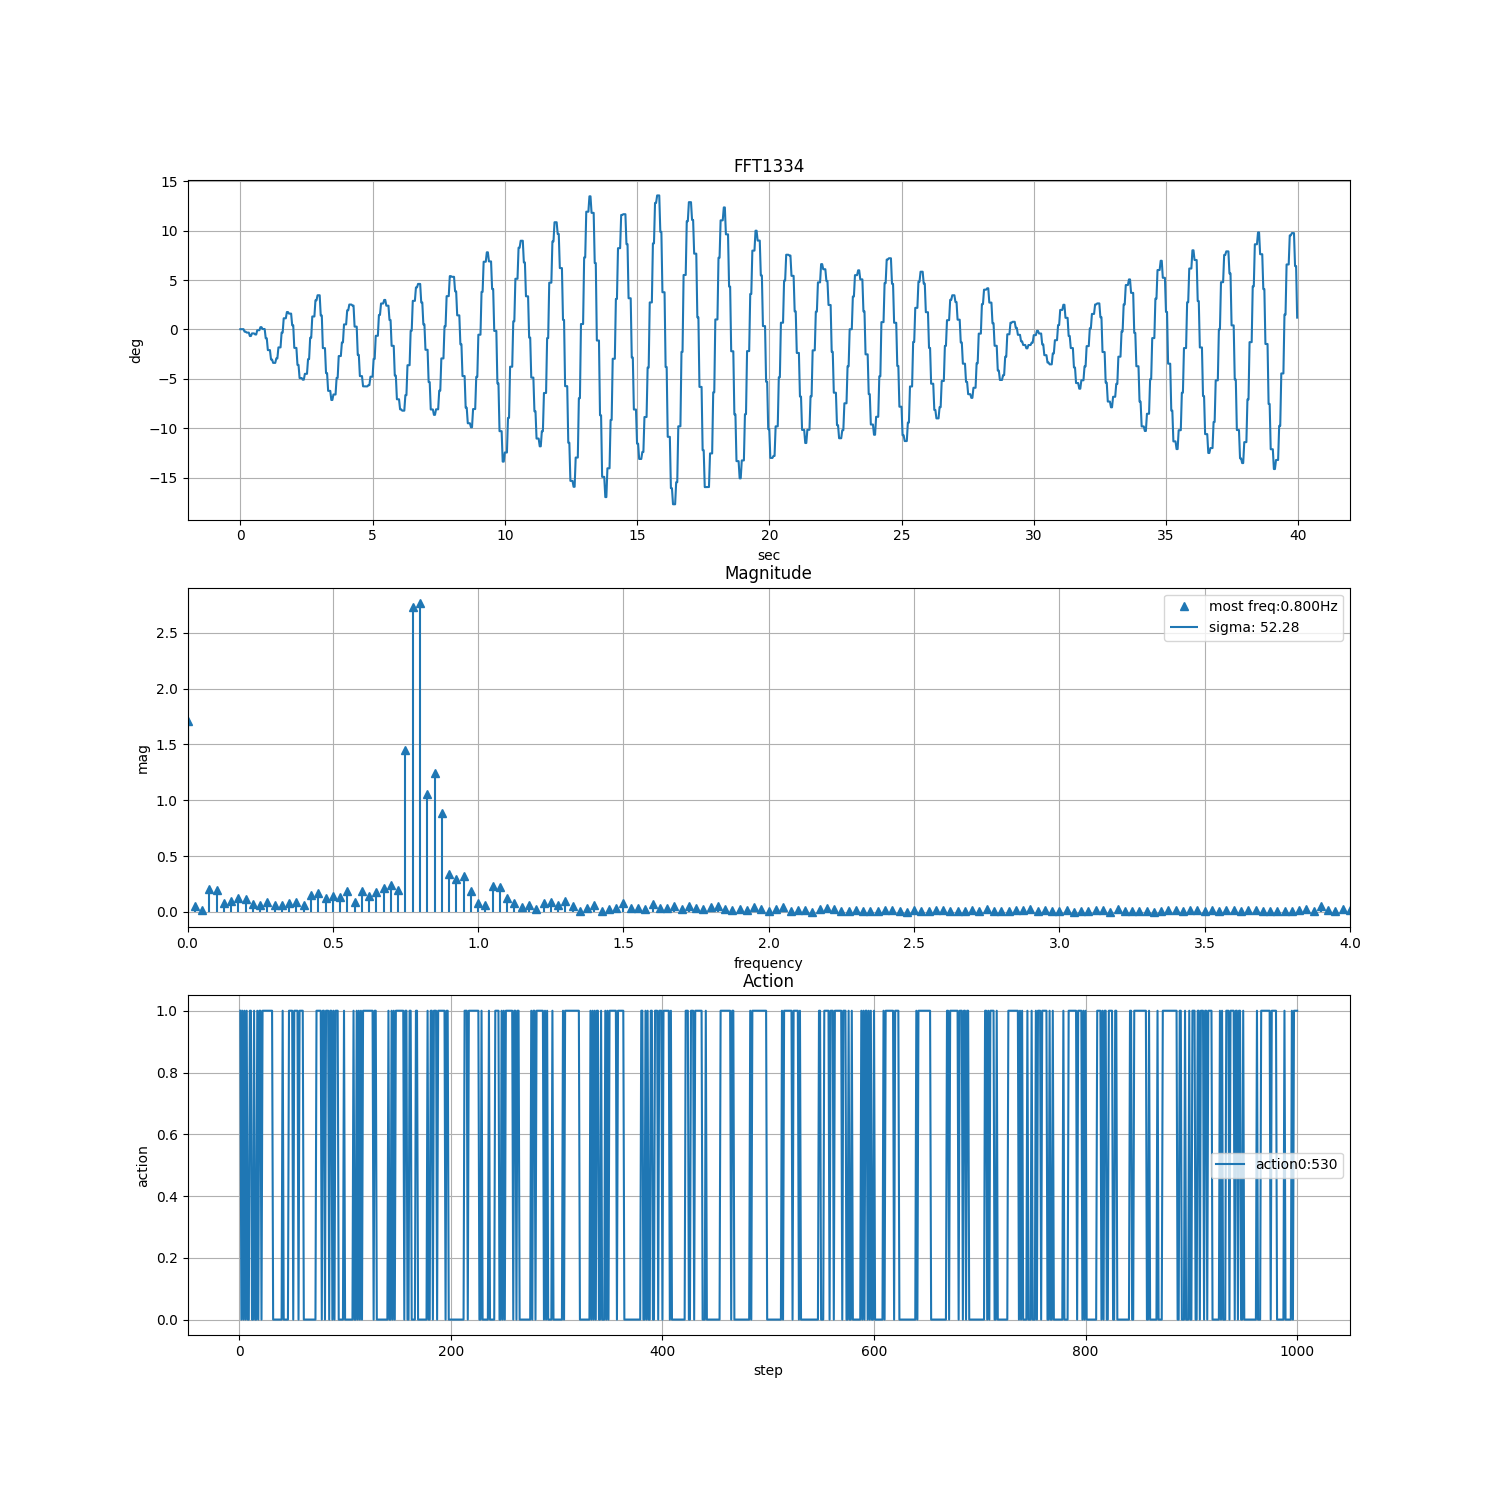 FFT1334
15
10
5
0
−5
−10
−15
deg
0 5 10 15 20 25 30 35 40
sec
Magnitude
most freq:0.800Hz
sigma: 52.28
2.5
2.0
1.5
1.0
0.5
0.0
mag
0.0 0.5 1.0 1.5 2.0 2.5 3.0 3.5 4.0
frequency
Action
1.0
0.8
0.6
0.4
0.2
0.0
action
action0:530
0 200 400 600 800 1000
step